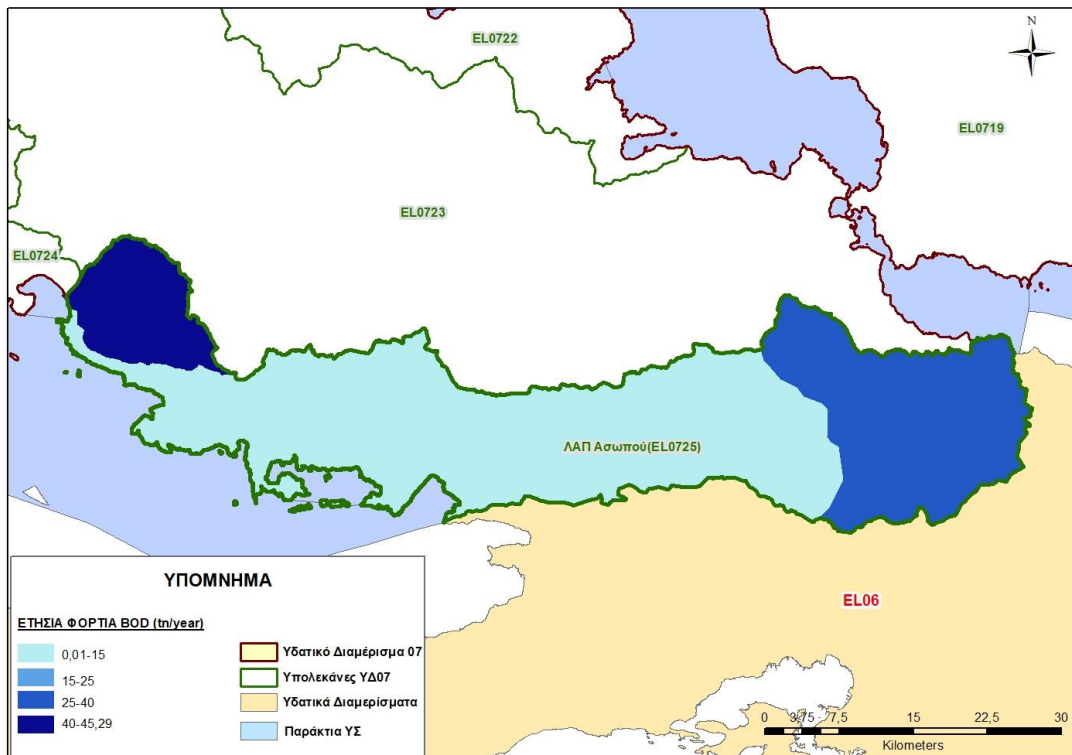 N
EL0722
EL0719
EL0723
EL0724
ΛΑΠ Ασωπού(EL0725)
EL06
ΥΠΟΜΝΗΜΑ
ΕΤΗΣΙΑ ΦΟΡΤΙΑ BOD (tn/year)
0,01-15
15-25
25-40
40-45,29
Υδατικό Διαμέρισμα 07
Υπολεκάνες ΥΔ07
Υδατικά Διαμερίσματα
Παράκτια ΥΣ
0 3,75 7,5 15 22,5 30
Kilometers